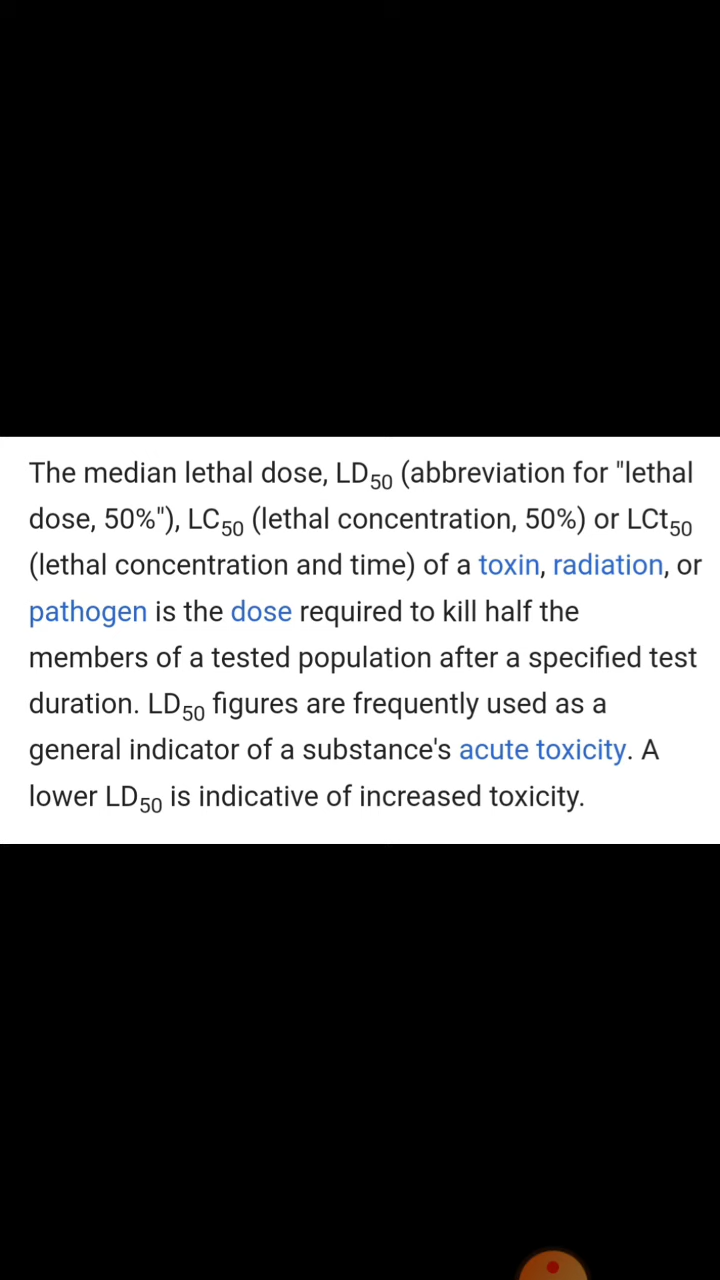 The median lethal dose, LD50 (abbreviation for "lethal
dose, 50%"), LC50 (lethal concentration, 50%) or LCt50
(lethal concentration and time) of a toxin, radiation, or
pathogen is the dose required to kill half the
members of a tested population after a specified test
duration. LD50 figures are frequently used as a
general indicator of a substance's acute toxicity. A
lower LD50 is indicative of increased toxicity.